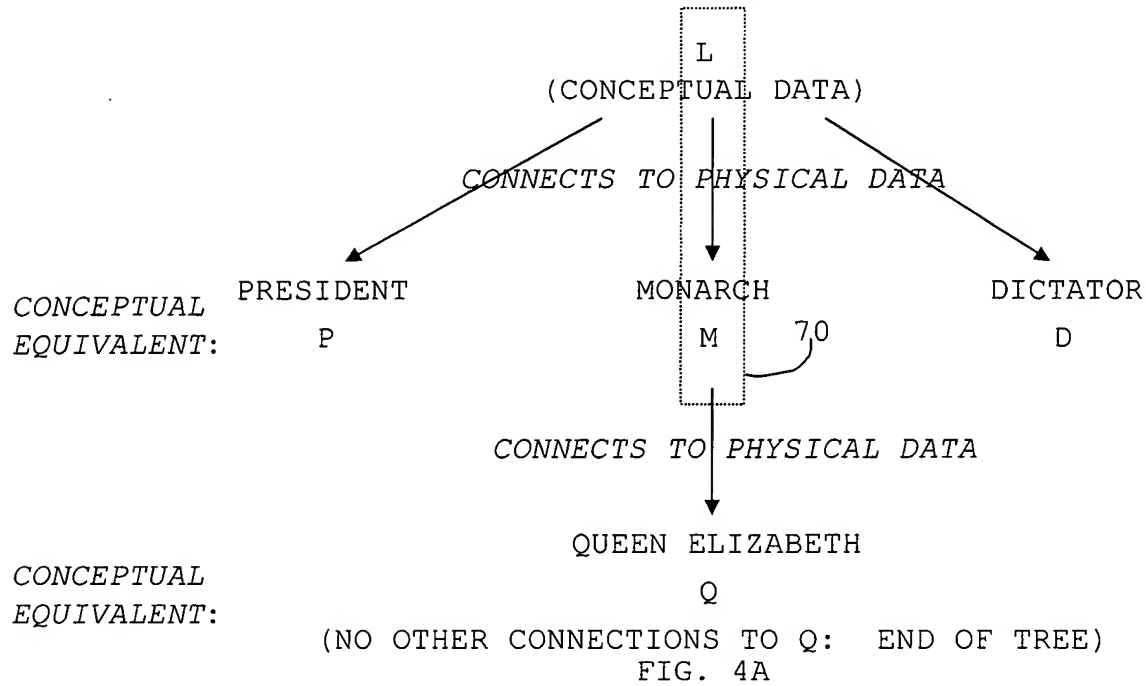 L
(CONCEPTUAL DATA)
CONNECTS TO PHYSICAL DATA
PRESIDENT MONARCH DICTATOR
CONCEPTUAL
EQUIVALENT: P M 70 D
CONNECTS TO PHYSICAL DATA
QUEEN ELIZABETH
CONCEPTUAL
EQUIVALENT: Q
(NO OTHER CONNECTIONS TO Q: END OF TREE)
FIG. 4A